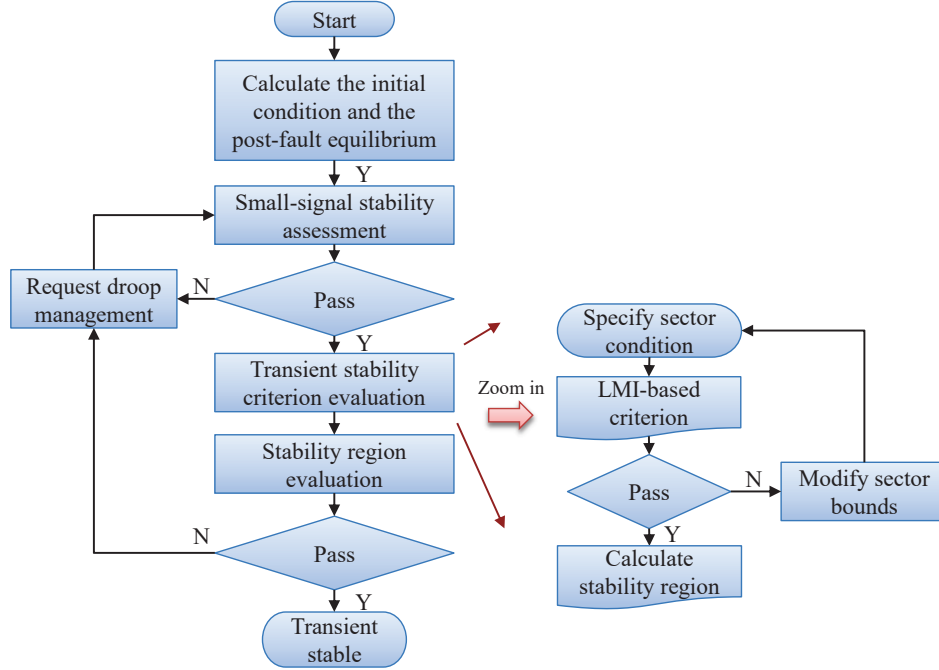 Start
Calculate the initial
condition and the
post-fault equilibrium
Y
Small-signal stability
assessment
Request droop
management
N
Pass
Y
Transient stability
criterion evaluation
Stability region
evaluation
N
Pass
Y
Transient
stable
Zoom in
Specify sector
condition
LMI-based
criterion
Pass
N
Modify sector
bounds
Y
Calculate
stability region